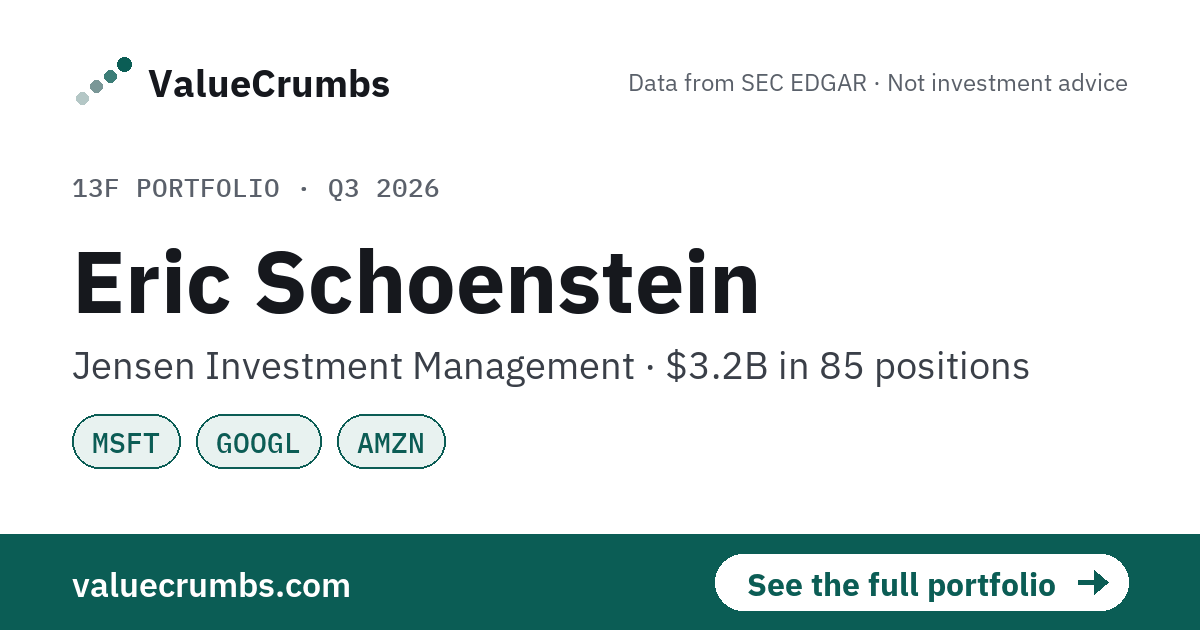 ValueCrumbs
Data from SEC EDGAR · Not investment advice
13F PORTFOLIO · Q3 2026
Eric Schoenstein
Jensen Investment Management · $3.2B in 85 positions
MSFT GOOGL AMZN
valuecrumbs.com
See the full portfolio →